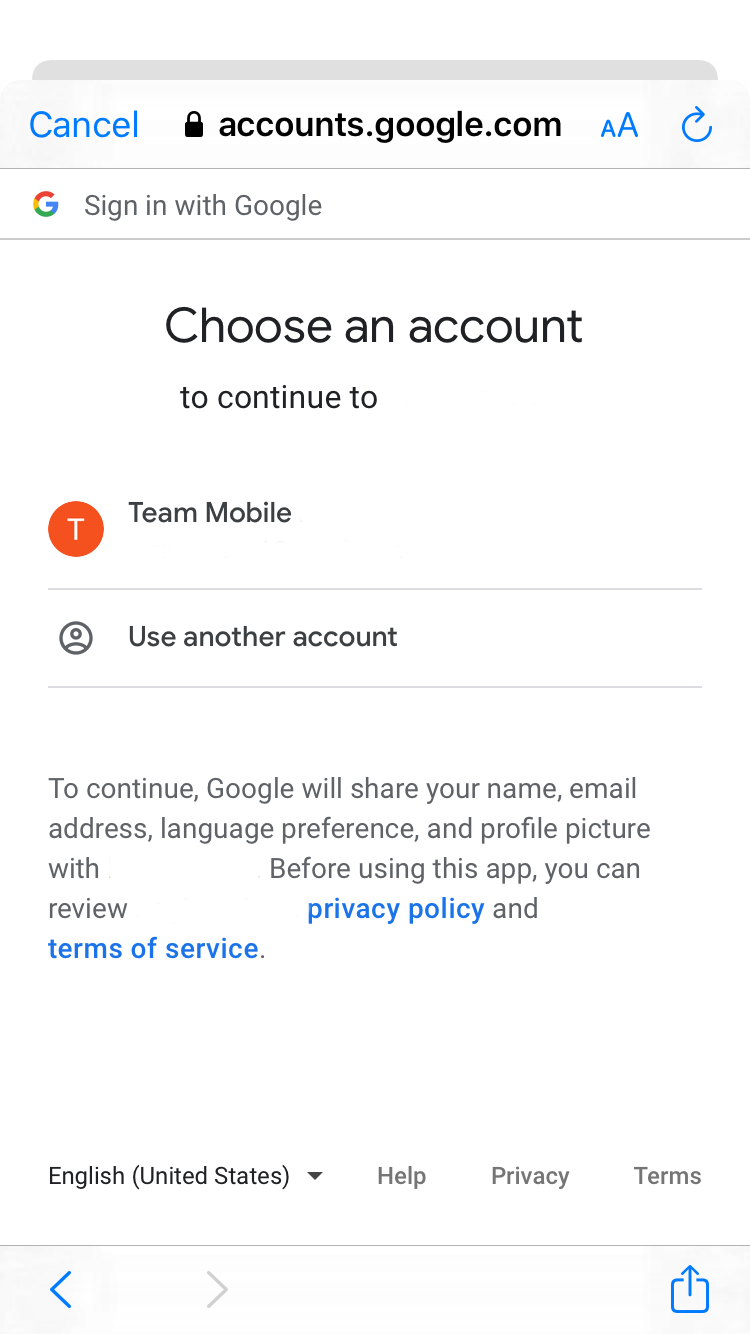 Cancel accounts.google.com AA
G Sign in with Google
Choose an account
to continue to
T Team Mobile
Use another account
To continue, Google will share your name, email
address, language preference, and profile picture
with . Before using this app, you can
review privacy policy and
terms of service.
English (United States) Help Privacy Terms